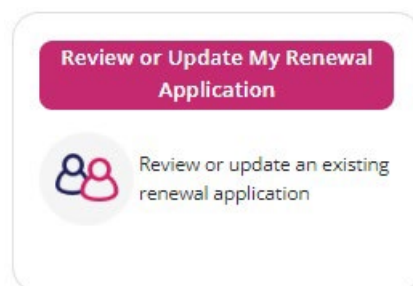 Review or Update My Renewal
Application
Review or update an existing
renewal application